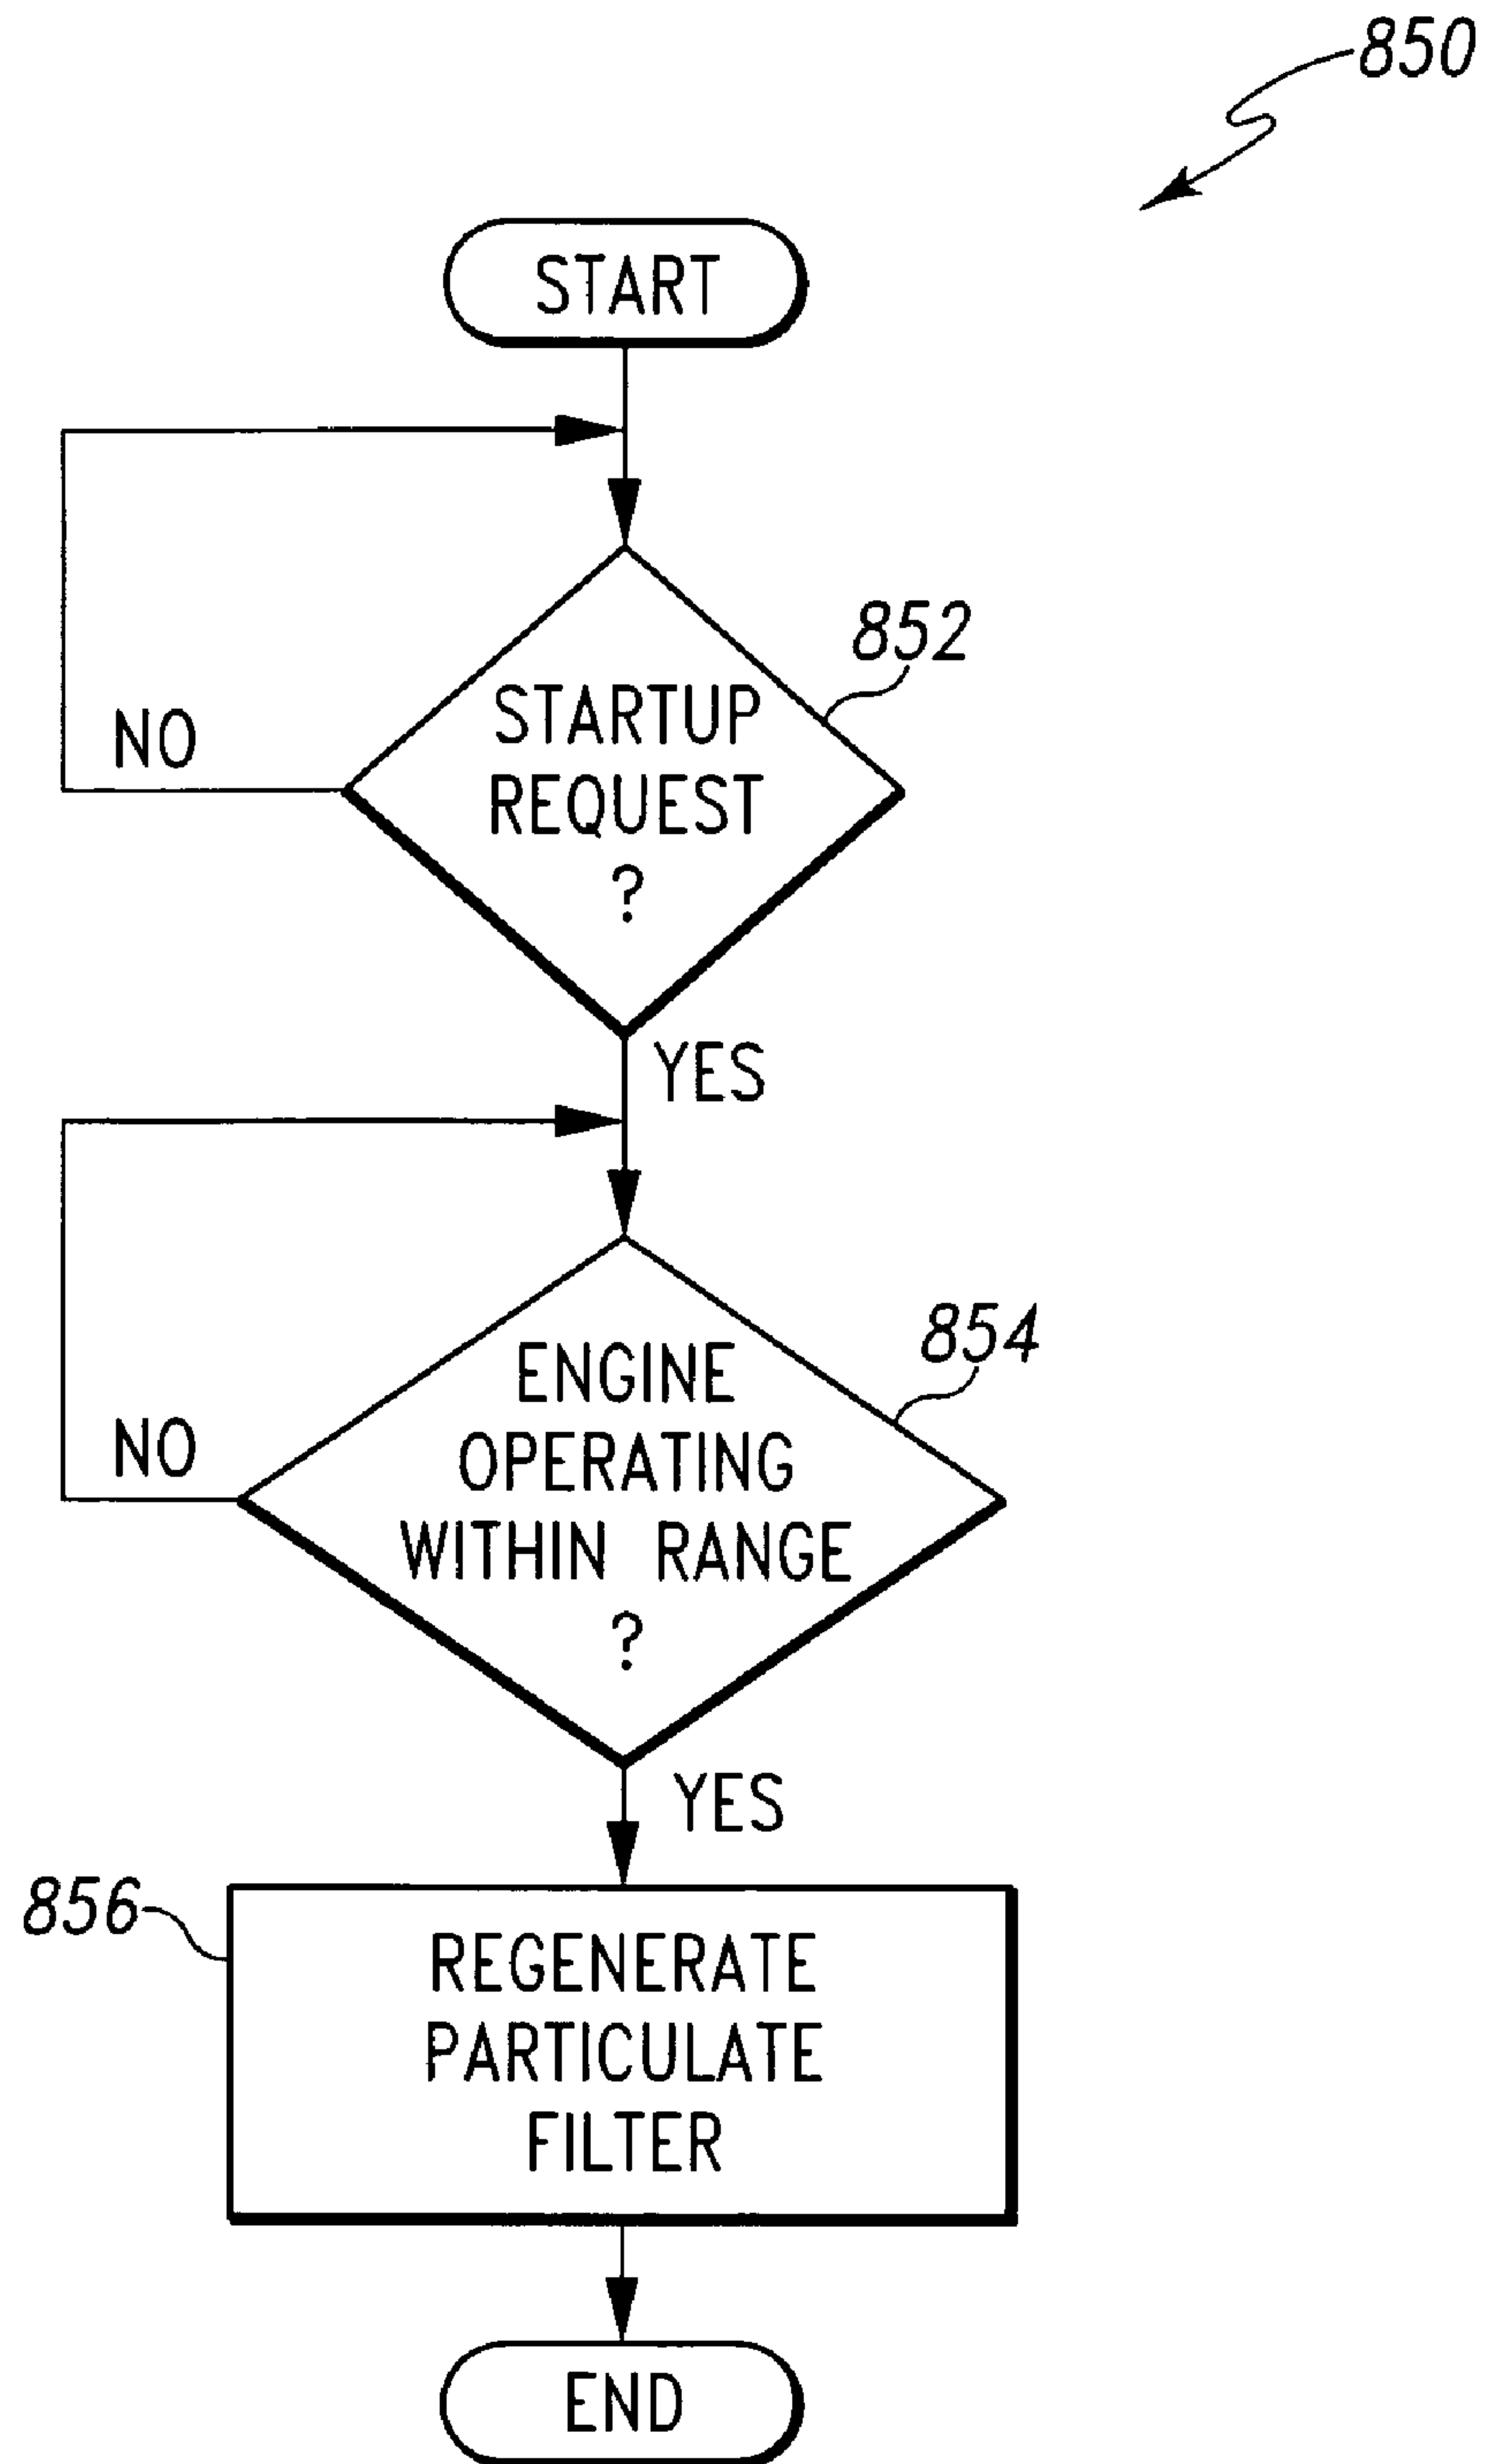 850
START
852
STARTUP
REQUEST
?
NO
YES
854
ENGINE
OPERATING
WITHIN RANGE
?
NO
YES
856
REGENERATE
PARTICULATE
FILTER
END